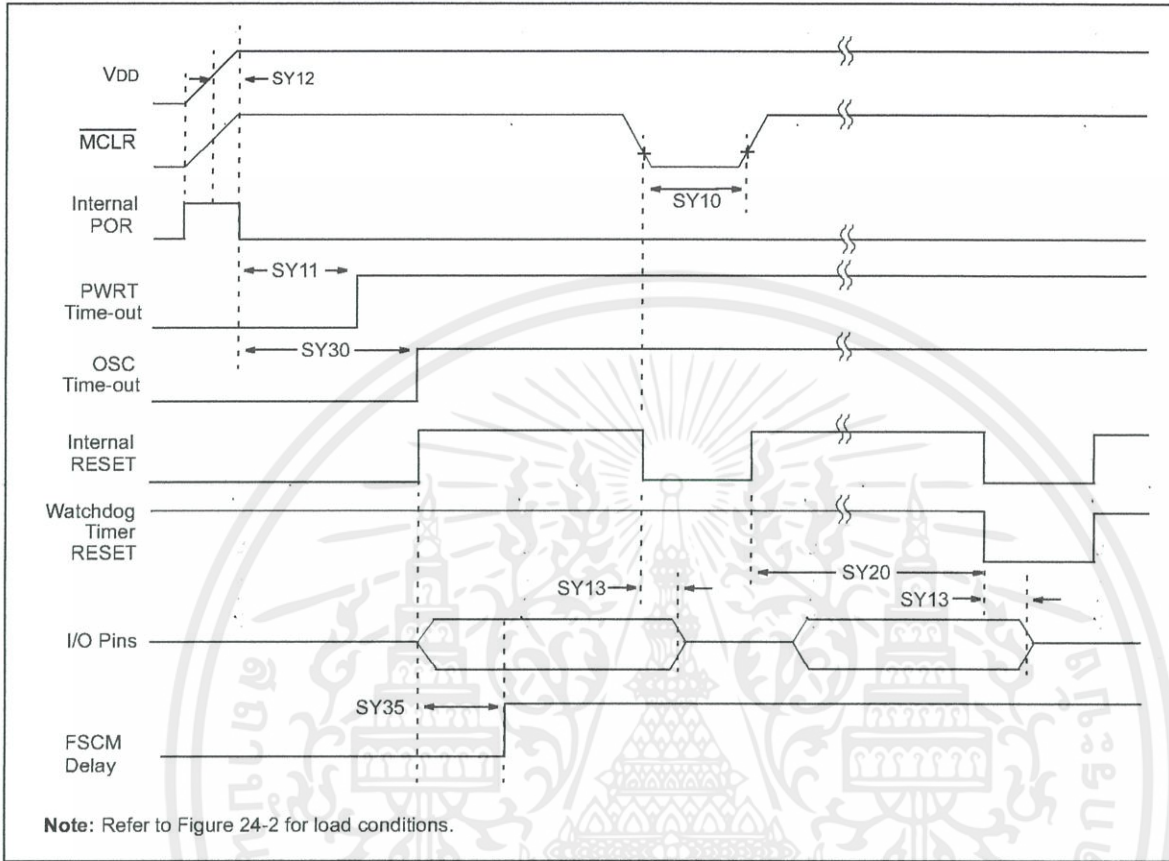 VDD
SY12
MCLR
SY10
Internal
POR
SY11
PWRT
Time-out
SY30
OSC
Time-out
Internal
RESET
Watchdog
Timer
RESET
SY20
SY13
SY13
I/O Pins
SY35
FSCM
Delay
Note: Refer to Figure 24-2 for load conditions.